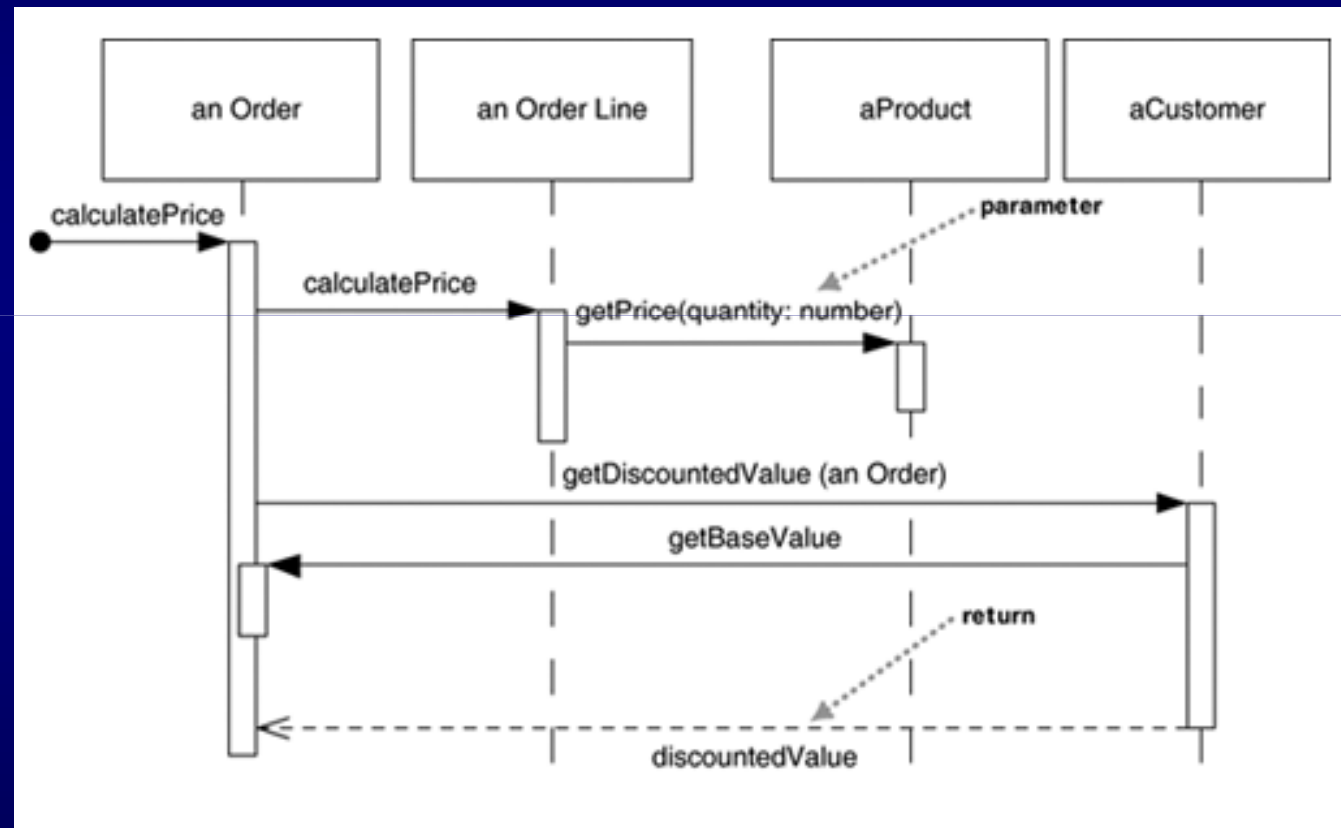 an Order
an Order Line
aProduct
aCustomer
calculatePrice
parameter
calculatePrice
getPrice(quantity: number)
getDiscountedValue (an Order)
getBaseValue
return
discountedValue